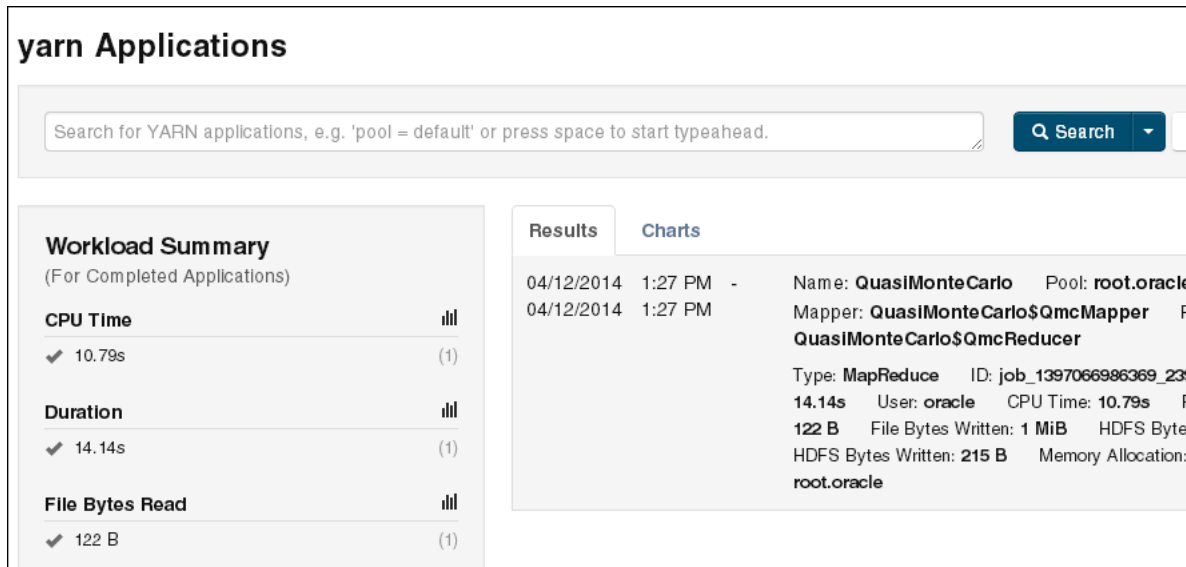 yarn Applications
Search for YARN applications, e.g. 'pool = default' or press space to start typeahead.
Search
Workload Summary
(For Completed Applications)
CPU Time
10.79s (1)
Duration
14.14s (1)
File Bytes Read
122 B (1)
Results Charts
04/12/2014 1:27 PM - Name: QuasiMonteCarlo Pool: root.oracle
04/12/2014 1:27 PM Mapper: QuasiMonteCarlo$QmcMapper
QuasiMonteCarlo$QmcReducer
Type: MapReduce ID: job_1397066986369_239
14.14s User: oracle CPU Time: 10.79s
122 B File Bytes Written: 1 MiB HDFS Byte
HDFS Bytes Written: 215 B Memory Allocation:
root.oracle